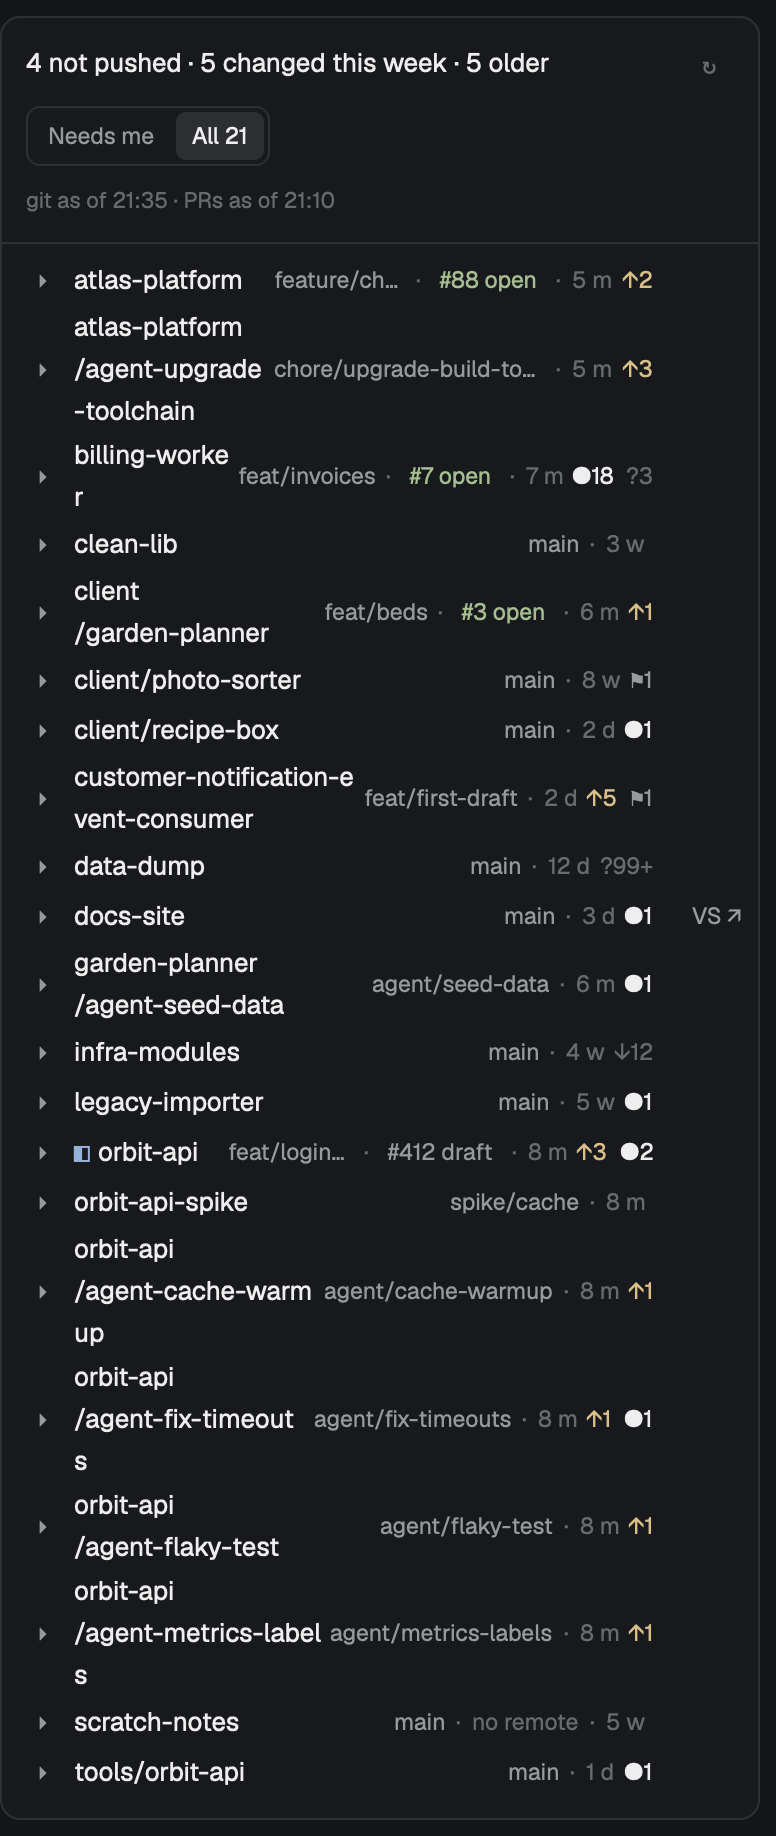 4 not pushed · 5 changed this week · 5 older ↻
Needs me All 21
git as of 21:35 · PRs as of 21:10
atlas-platform feature/ch… · #88 open · 5 m ↑2
atlas-platform
/agent-upgrade chore/upgrade-build-to… · 5 m ↑3
-toolchain
billing-worke
feat/invoices · #7 open · 7 m ●18 ?3
r
clean-lib main · 3 w
client
feat/beds · #3 open · 6 m ↑1
/garden-planner
client/photo-sorter main · 8 w ⚑1
client/recipe-box main · 2 d ●1
customer-notification-e
feat/first-draft · 2 d ↑5 ⚑1
vent-consumer
data-dump main · 12 d ?99+
docs-site main · 3 d ●1 VS ↗
garden-planner
agent/seed-data · 6 m ●1
/agent-seed-data
infra-modules main · 4 w ↓12
legacy-importer main · 5 w ●1
orbit-api feat/login… · #412 draft · 8 m ↑3 ●2
orbit-api-spike spike/cache · 8 m
orbit-api
/agent-cache-warm agent/cache-warmup · 8 m ↑1
up
orbit-api
/agent-fix-timeout agent/fix-timeouts · 8 m ↑1 ●1
s
orbit-api
agent/flaky-test · 8 m ↑1
/agent-flaky-test
orbit-api
/agent-metrics-label agent/metrics-labels · 8 m ↑1
s
scratch-notes main · no remote · 5 w
tools/orbit-api main · 1 d ●1